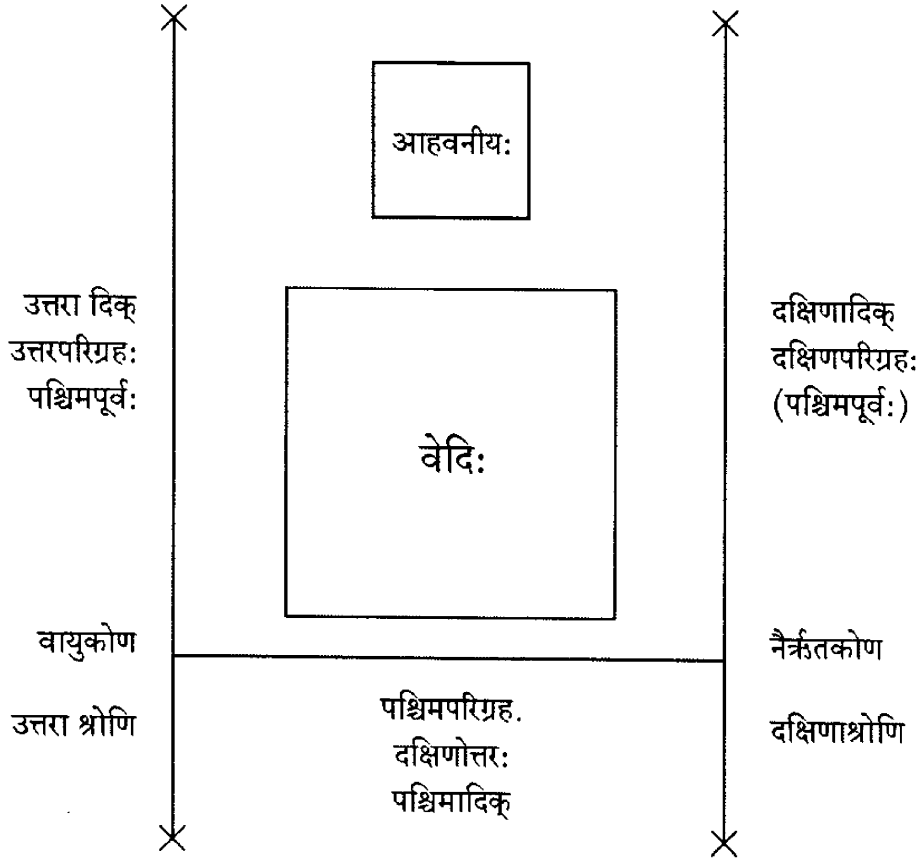 आहवनीय:
उत्तरा दिक्
उत्तरपरिग्रह:
पश्चिमपूर्व:
दक्षिणादिक्
दक्षिणपरिग्रह:
(पश्चिमपूर्व:)
वेदि:
वायुकोण
नैर्ऋतकोण
उत्तरा श्रोणि
पश्चिमपरिग्रह.
दक्षिणोत्तर:
पश्चिमादिक्
दक्षिणाश्रोणि